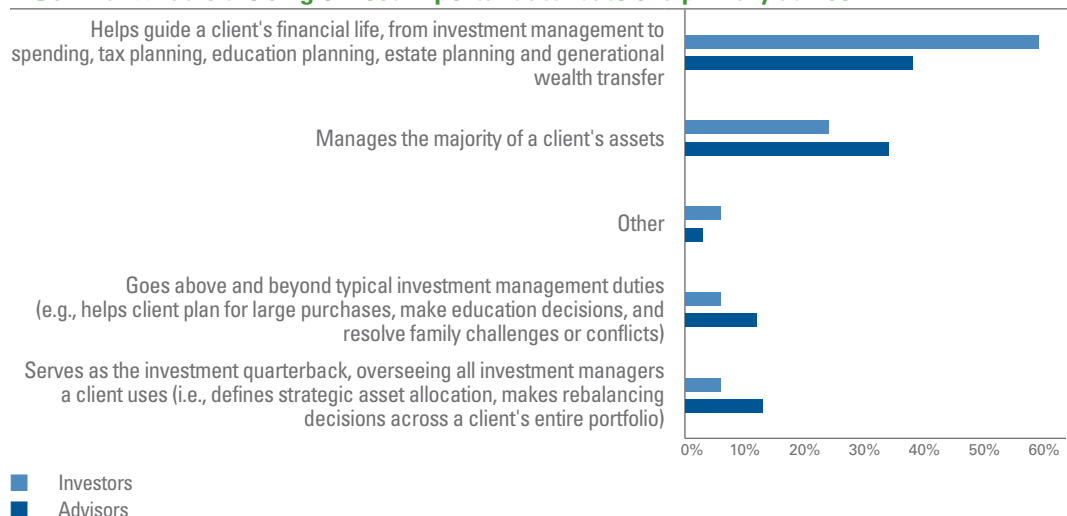 Helps guide a client's financial life, from investment management to
spending, tax planning, education planning, estate planning and generational
wealth transfer
Manages the majority of a client's assets
Other
Goes above and beyond typical investment management duties
(e.g., helps client plan for large purchases, make education decisions, and
resolve family challenges or conflicts)
Serves as the investment quarterback, overseeing all investment managers
a client uses (i.e., defines strategic asset allocation, makes rebalancing
decisions across a client's entire portfolio)
0% 10% 20% 30% 40% 50% 60%
Investors
Advisors